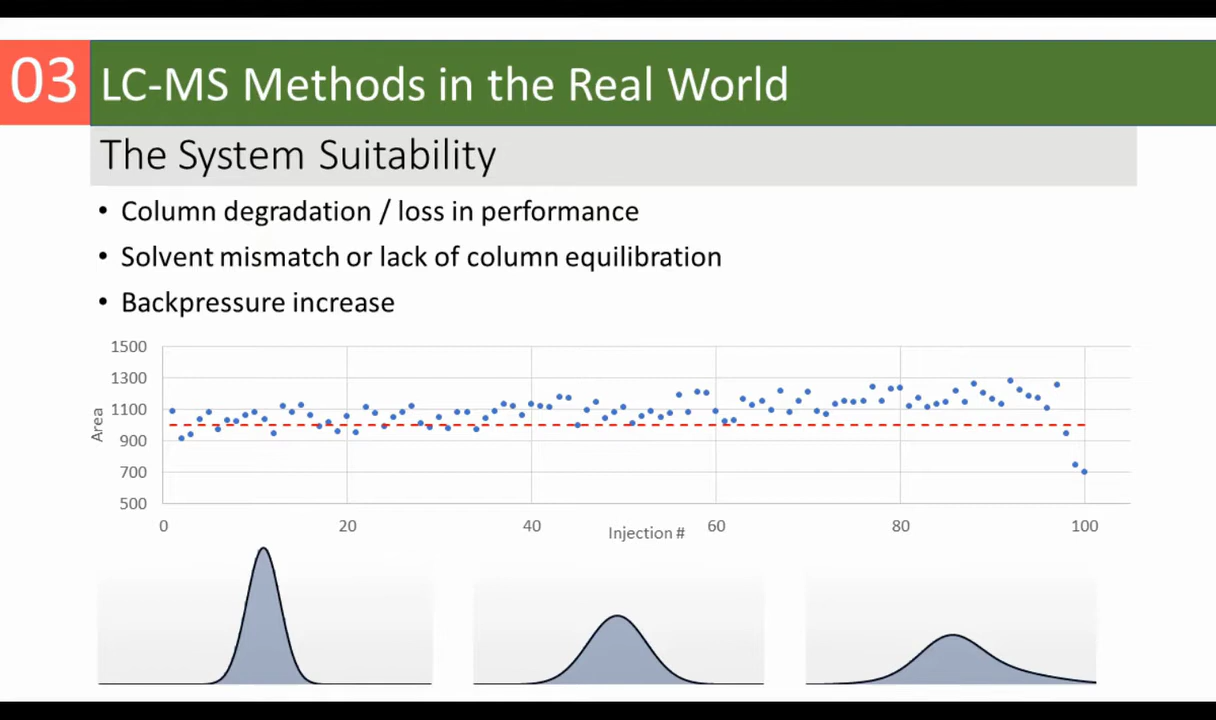 03 LC-MS Methods in the Real World
The System Suitability
• Column degradation / loss in performance
• Solvent mismatch or lack of column equilibration
• Backpressure increase
1500
1300
1100
900
700
500
Area
0 20 40 60 80 100
Injection #